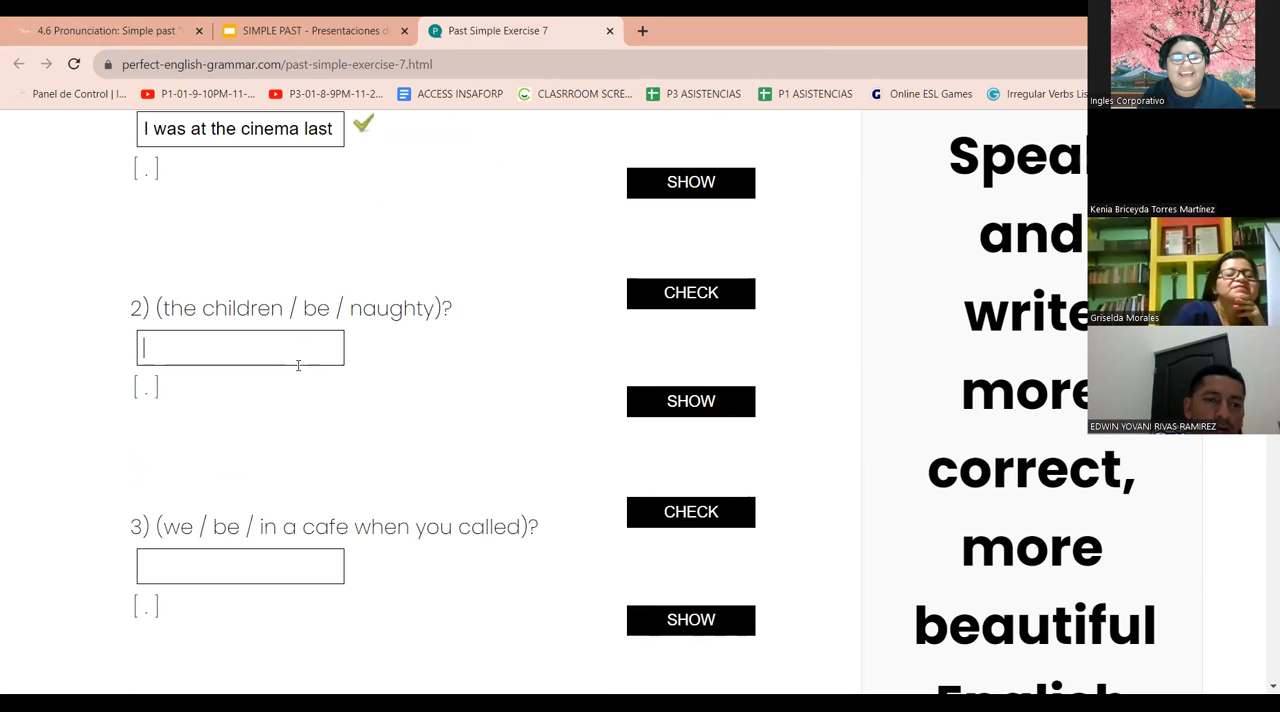 4.6 Pronunciation: Simple past
SIMPLE PAST - Presentaciones d
Past Simple Exercise 7
perfect-english-grammar.com/past-simple-exercise-7.html
Panel de Control | I...
P1-01-9-10PM-11-...
P3-01-8-9PM-11-2...
ACCESS INSAFORP
CLASSROOM SCRE...
P3 ASISTENCIAS
P1 ASISTENCIAS
Online ESL Games
Irregular Verbs Li
I was at the cinema last
[ . ]
SHOW
CHECK
2) (the children / be / naughty)?
[ . ]
SHOW
CHECK
3) (we / be / in a cafe when you called)?
[ . ]
SHOW
Speak
and
write
more
correct,
more
beautiful
English
Ingles Corporativo
Kenia Briceyda Torres Martínez
Griselda Morales
EDWIN YOVANI RIVAS RAMIREZ